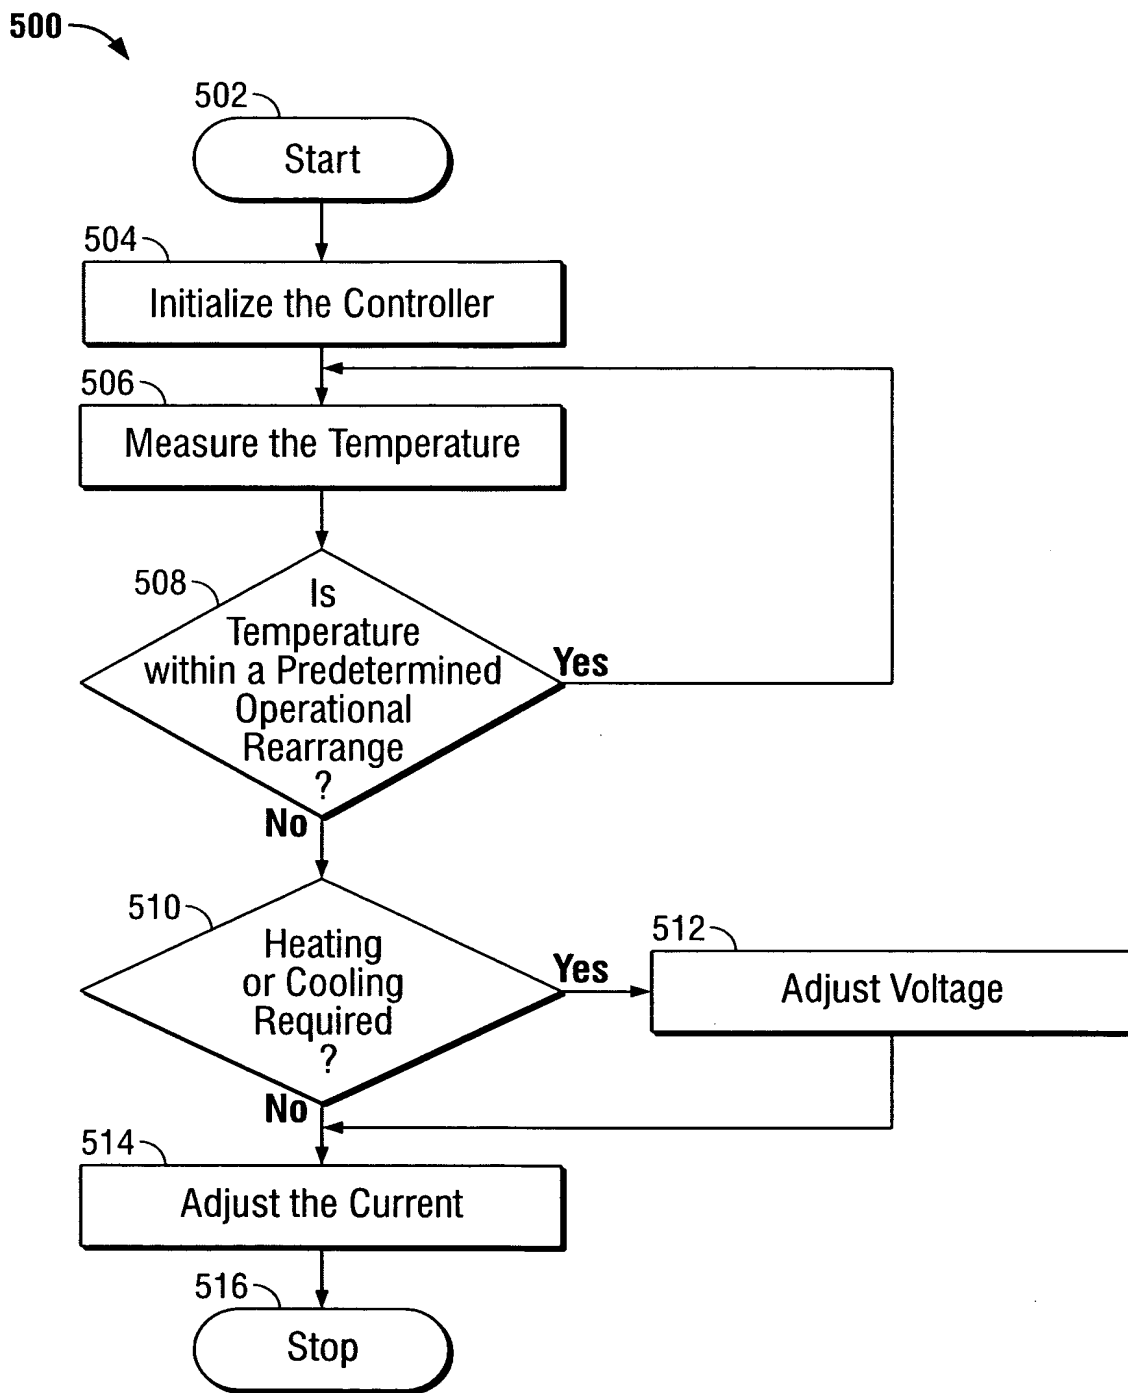 500
502
Start
504
Initialize the Controller
506
Measure the Temperature
508
Is
Temperature
within a Predetermined
Operational
Rearrange
?
Yes
No
510
Heating
or Cooling
Required
?
Yes
512
Adjust Voltage
No
514
Adjust the Current
516
Stop